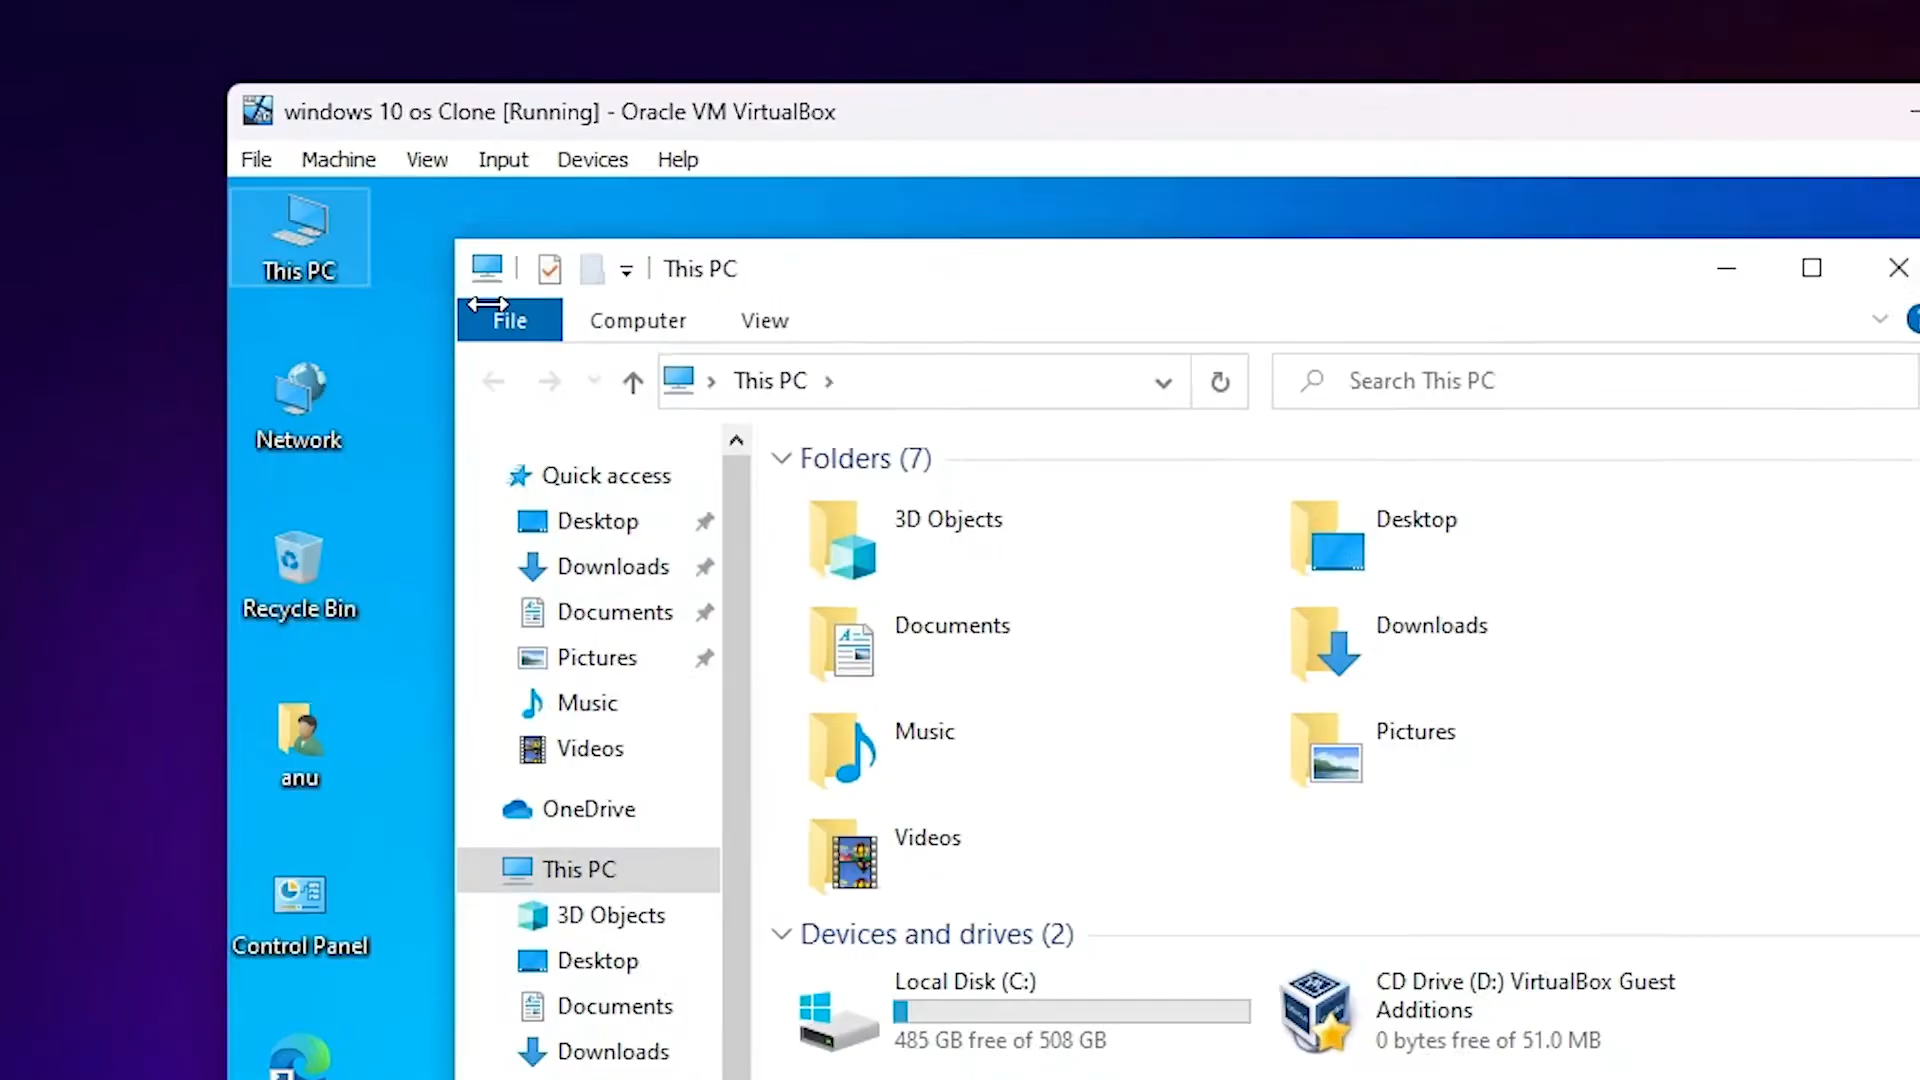 windows 10 os Clone [Running] - Oracle VM VirtualBox
File Machine View Input Devices Help
This PC
Network
Recycle Bin
anu
Control Panel
This PC
File Computer View
This PC
Search This PC
Quick access
Desktop
Downloads
Documents
Pictures
Music
Videos
OneDrive
This PC
3D Objects
Desktop
Documents
Downloads
Folders (7)
3D Objects
Desktop
Documents
Downloads
Music
Pictures
Videos
Devices and drives (2)
Local Disk (C:)
485 GB free of 508 GB
CD Drive (D:) VirtualBox Guest
Additions
0 bytes free of 51.0 MB